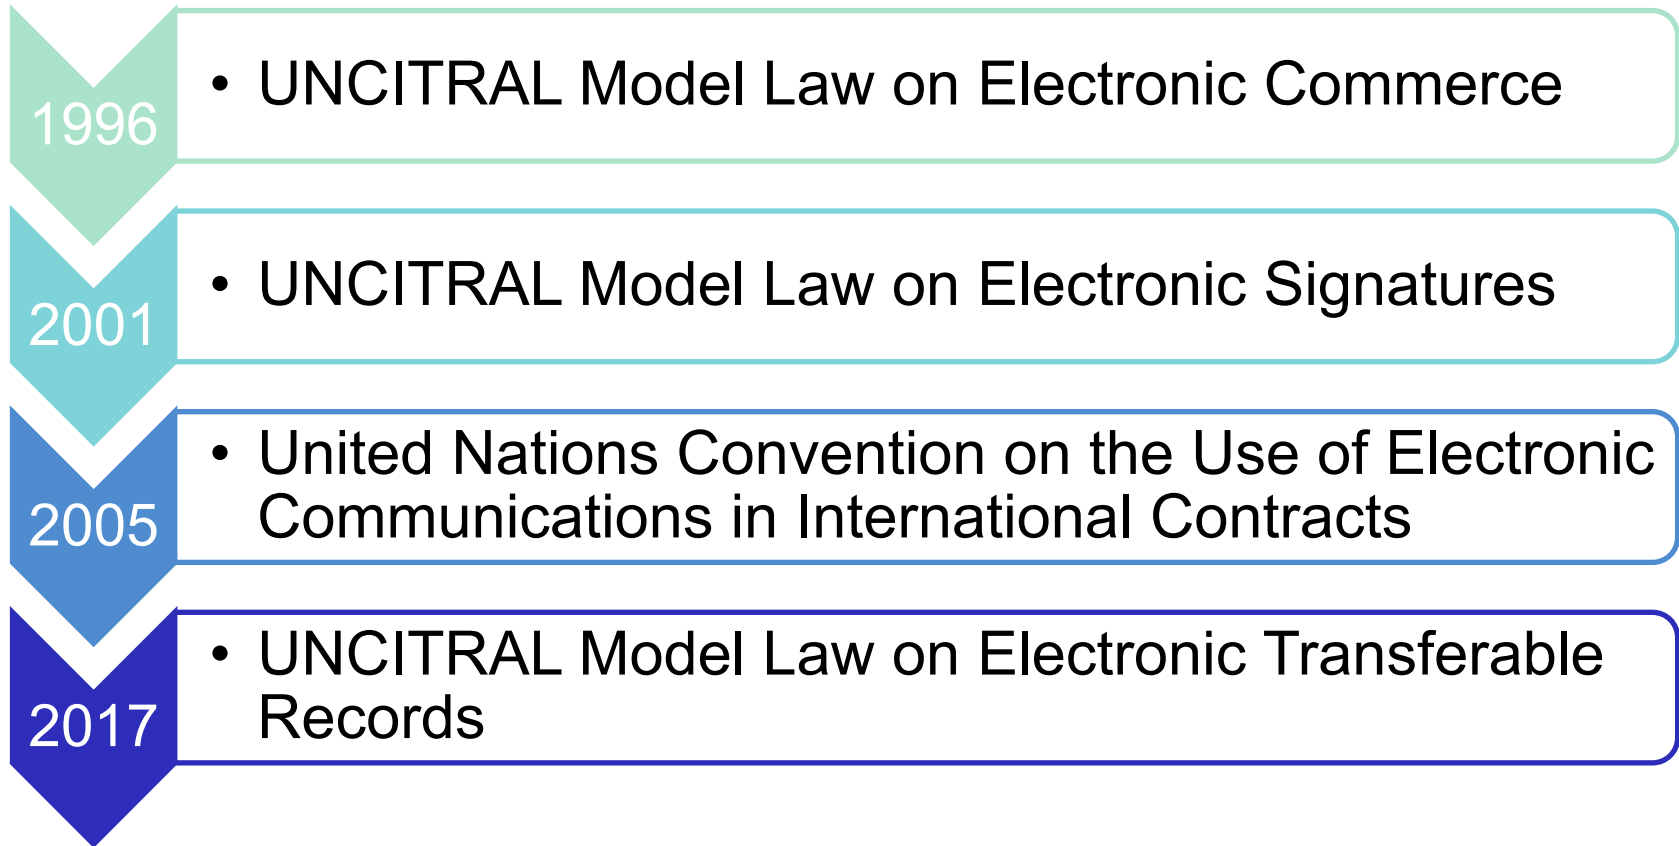 1996
• UNCITRAL Model Law on Electronic Commerce
2001
• UNCITRAL Model Law on Electronic Signatures
2005
• United Nations Convention on the Use of Electronic
Communications in International Contracts
2017
• UNCITRAL Model Law on Electronic Transferable
Records